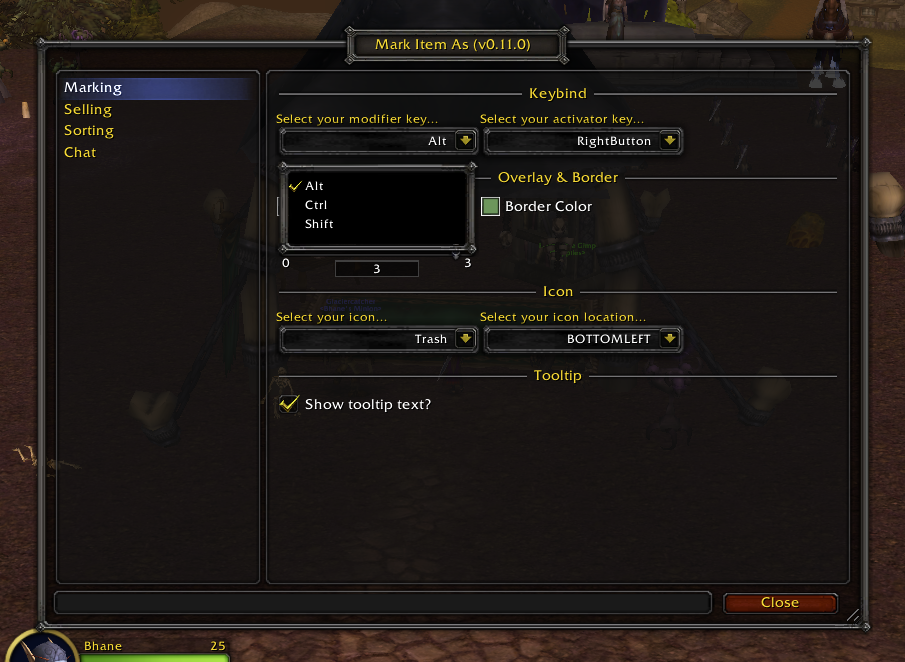 Mark Item As (v0.11.0)
Marking
Selling
Sorting
Chat
Keybind
Select your modifier key... Select your activator key...
Alt RightButton
Alt
Ctrl
Shift
Overlay & Border
Border Color
0 3 3
Icon
Select your icon... Select your icon location...
Trash BOTTOMLEFT
Tooltip
Show tooltip text?
Close
Bhane 25